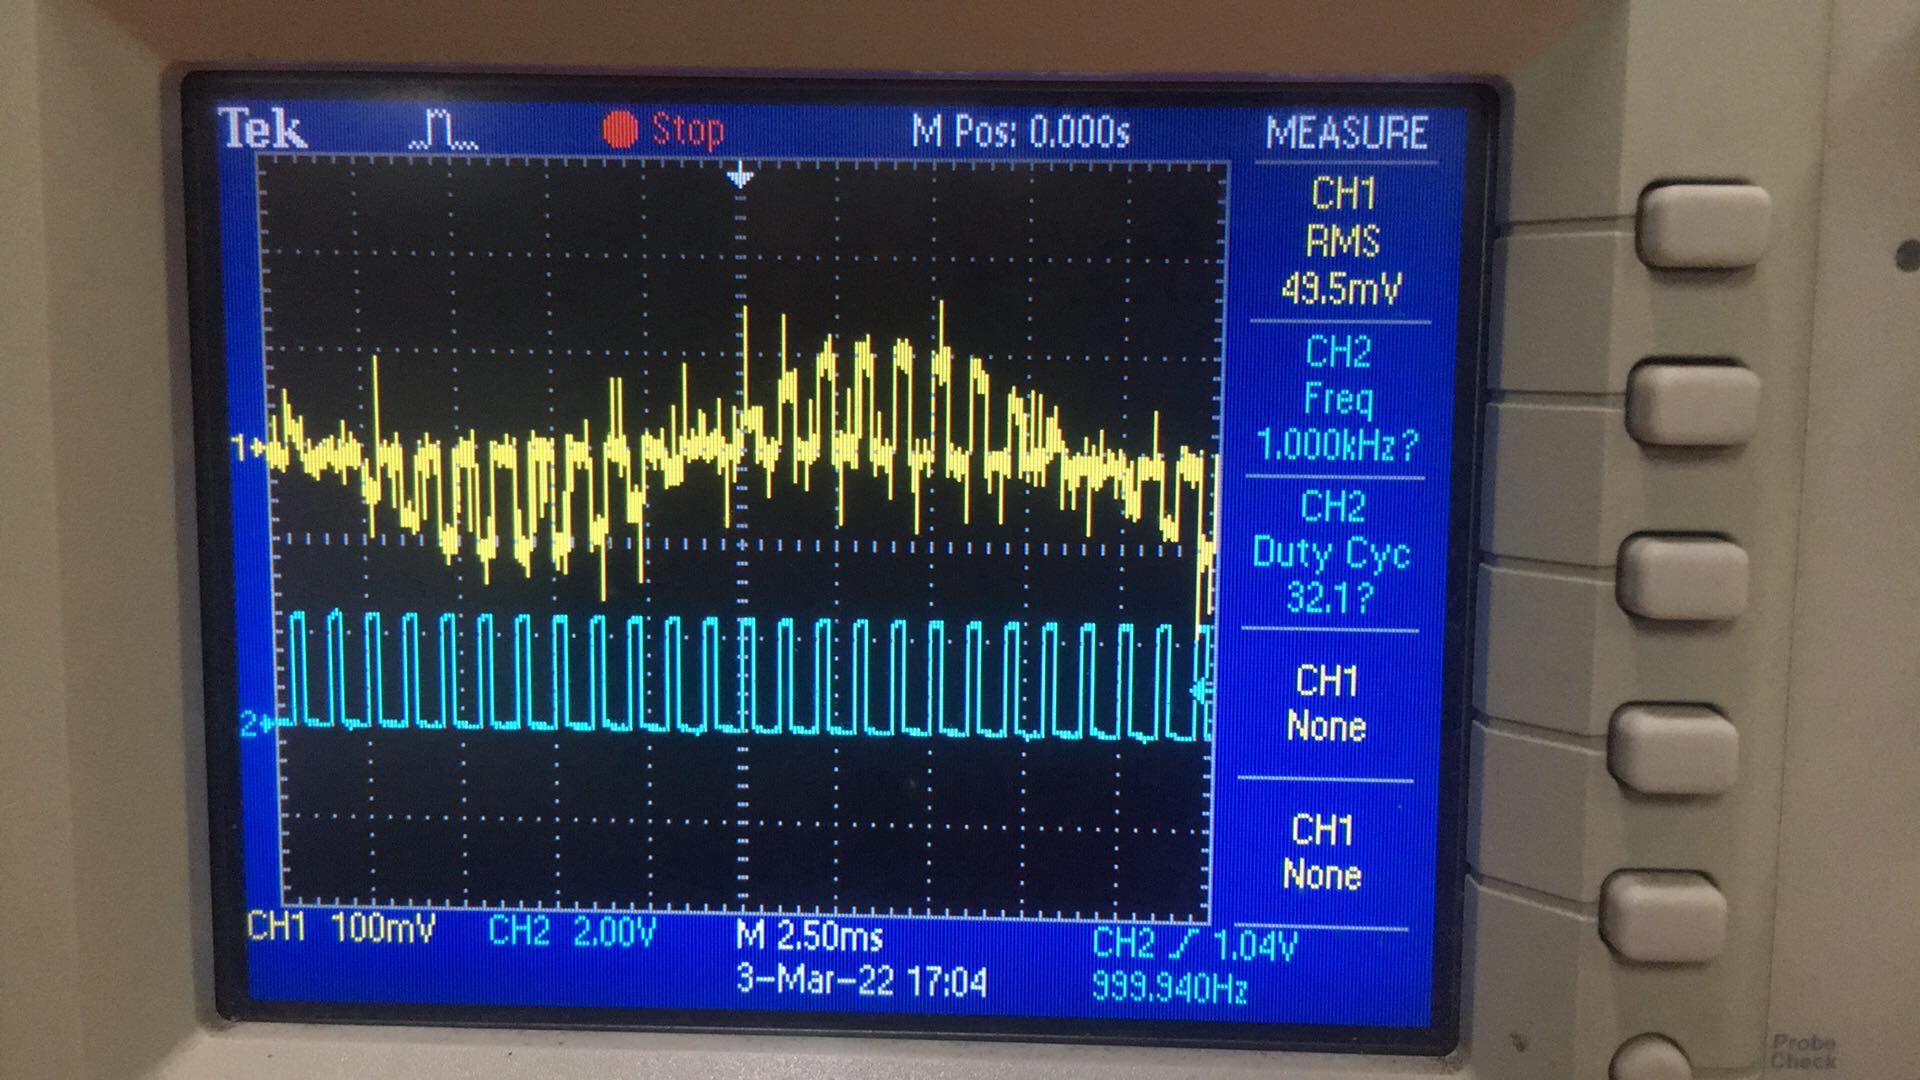 Tek Stop M Pos: 0.000s MEASURE
CH1
RMS
49.5mV
CH2
Freq
1.000kHz?
CH2
Duty Cyc
32.1?
CH1
None
CH1
None
1
2
CH1 100mV CH2 2.00V M 2.50ms CH2 1.04V
3-Mar-22 17:04 999.940Hz
Probe
Check